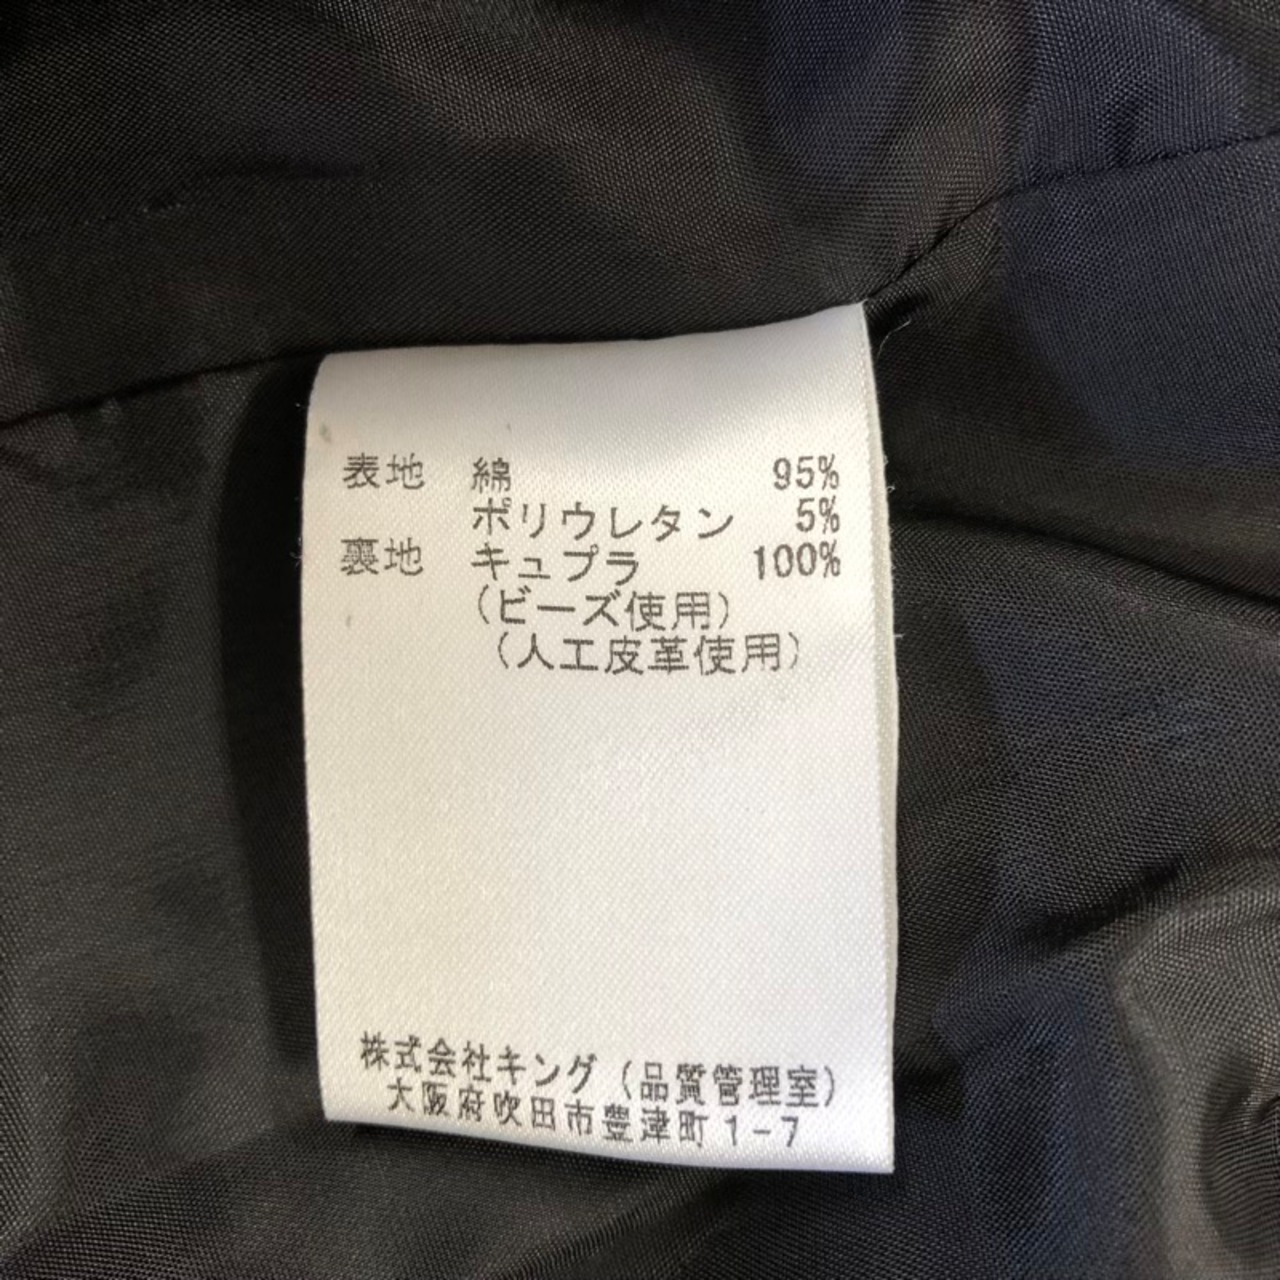 表地 綿 95%
ポリウレタン 5%
裏地 キュプラ 100%
(ビーズ使用)
(人工皮革使用)
株式会社キング(品質管理室)
大阪府吹田市豊津町1-7